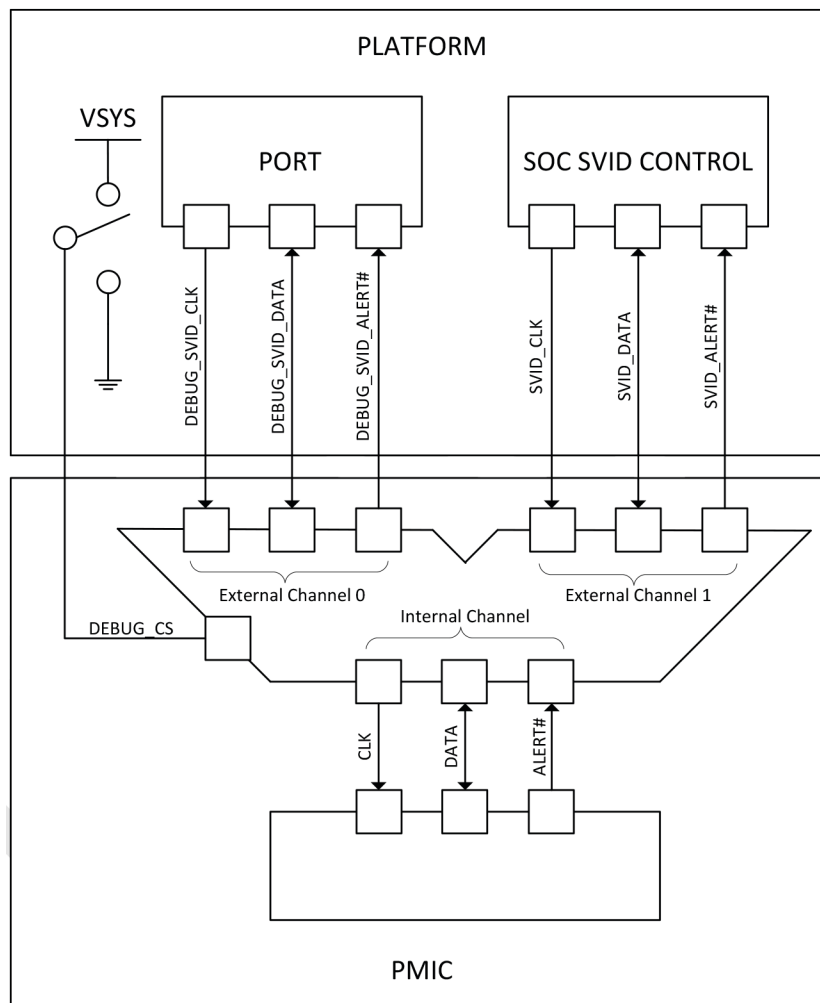 PLATFORM
VSYS
PORT
SOC SVID CONTROL
DEBUG_SVID_CLK
DEBUG_SVID_DATA
DEBUG_SVID_ALERT#
SVID_CLK
SVID_DATA
SVID_ALERT#
External Channel 0
External Channel 1
Internal Channel
DEBUG_CS
CLK
DATA
ALERT#
PMIC